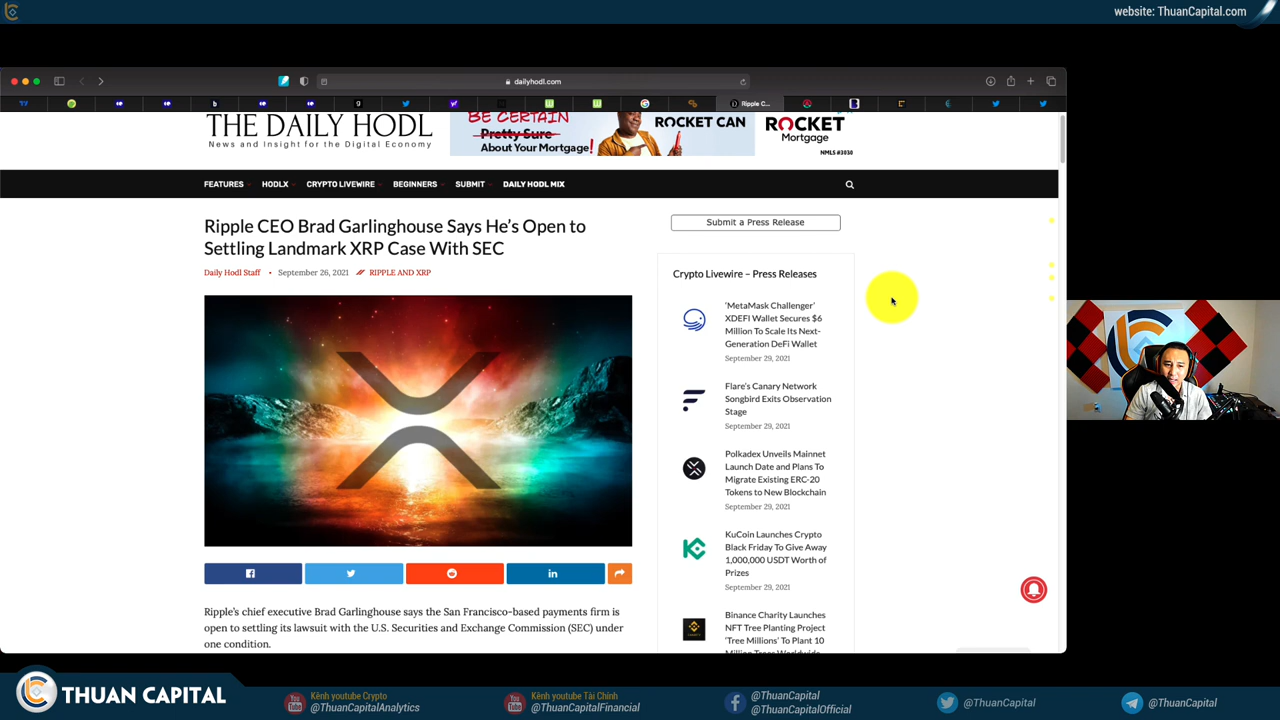 website: ThuanCapital.com
dailyhodl.com
Ripple C...
THE DAILY HODL
News and Insight for the Digital Economy
BE CERTAIN
Pretty Sure
About Your Mortgage!
ROCKET CAN
ROCKET
Mortgage
NMLS #3030
FEATURES
HODLX
CRYPTO LIVEWIRE
BEGINNERS
SUBMIT
DAILY HODL MIX
Ripple CEO Brad Garlinghouse Says He's Open to
Settling Landmark XRP Case With SEC
Daily Hodl Staff • September 26, 2021 RIPPLE AND XRP
Ripple's chief executive Brad Garlinghouse says the San Francisco-based payments firm is
open to settling its lawsuit with the U.S. Securities and Exchange Commission (SEC) under
one condition.
Submit a Press Release
Crypto Livewire – Press Releases
'MetaMask Challenger'
XDEFI Wallet Secures $6
Million To Scale Its Next-
Generation DeFi Wallet
September 29, 2021
Flare's Canary Network
Songbird Exits Observation
Stage
September 29, 2021
Polkadex Unveils Mainnet
Launch Date and Plans To
Migrate Existing ERC-20
Tokens to New Blockchain
September 29, 2021
KuCoin Launches Crypto
Black Friday To Give Away
1,000,000 USDT Worth of
Prizes
September 29, 2021
Binance Charity Launches
NFT Tree Planting Project
'Tree Millions' To Plant 10
Million Trees Worldwide
THUAN CAPITAL
Kênh youtube Crypto
@ThuanCapitalAnalytics
Kênh youtube Tài Chính
@ThuanCapitalFinancial
@ThuanCapital
@ThuanCapitalOfficial
@ThuanCapital
@ThuanCapital